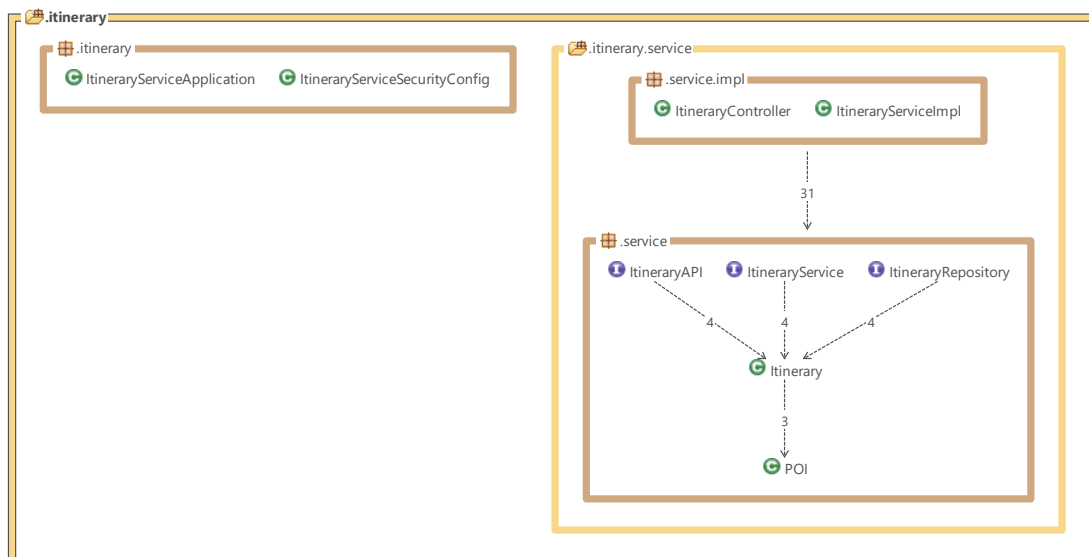 .itinerary
.itinerary
ItineraryServiceApplication
ItineraryServiceSecurityConfig
.itinerary.service
.service.impl
ItineraryController
ItineraryServiceImpl
31
.service
ItineraryAPI
ItineraryService
ItineraryRepository
4
4
4
Itinerary
3
POI